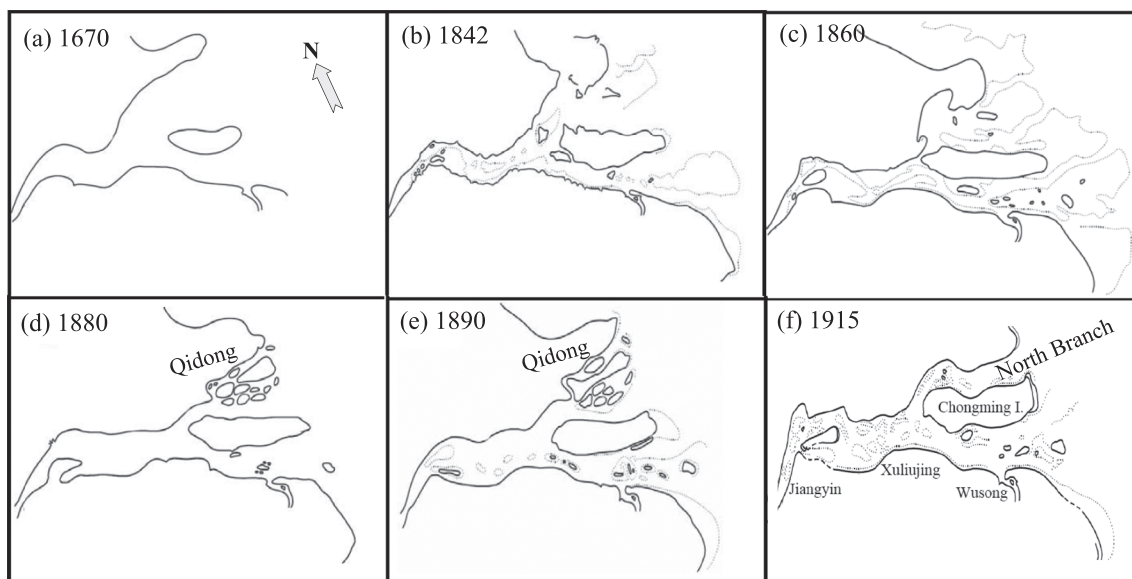 (a) 1670
N
(b) 1842
(c) 1860
(d) 1880
Qidong
(e) 1890
Qidong
(f) 1915
North Branch
Chongming I.
Xuliujing
Jiangyin
Wusong